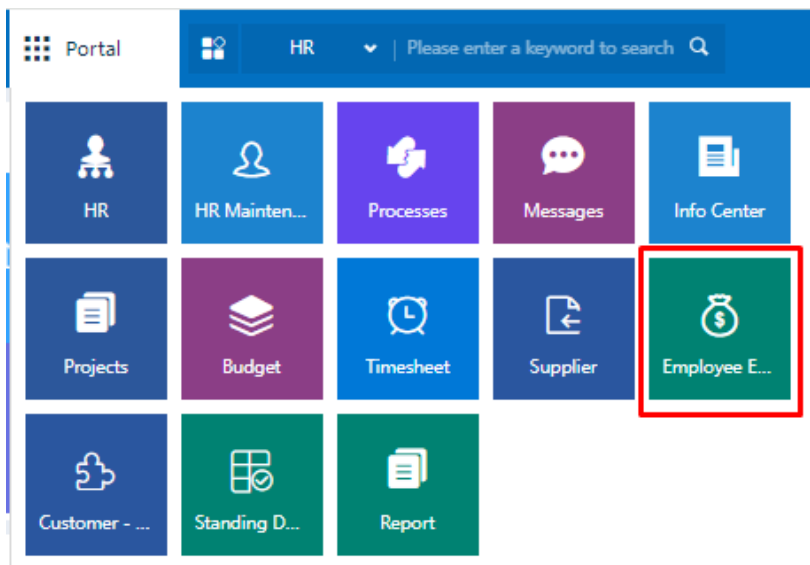 Portal
HR
Please enter a keyword to search
HR
HR Mainten...
Processes
Messages
Info Center
Projects
Budget
Timesheet
Supplier
Employee E...
Customer - ...
Standing D...
Report